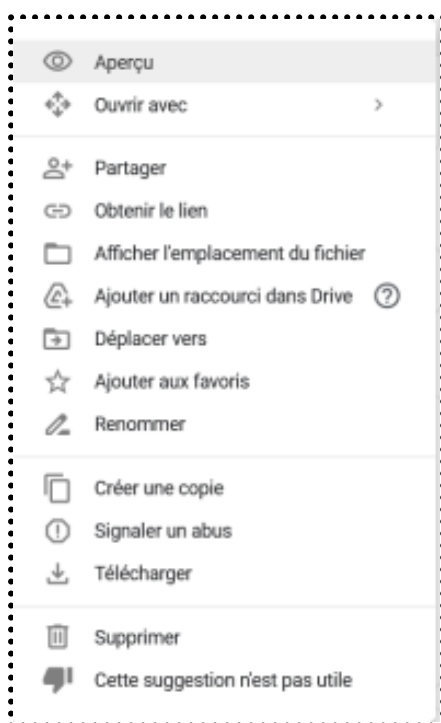 Aperçu
Ouvrir avec
Partager
Obtenir le lien
Afficher l'emplacement du fichier
Ajouter un raccourci dans Drive
Déplacer vers
Ajouter aux favoris
Renommer
Créer une copie
Signaler un abus
Télécharger
Supprimer
Cette suggestion n'est pas utile